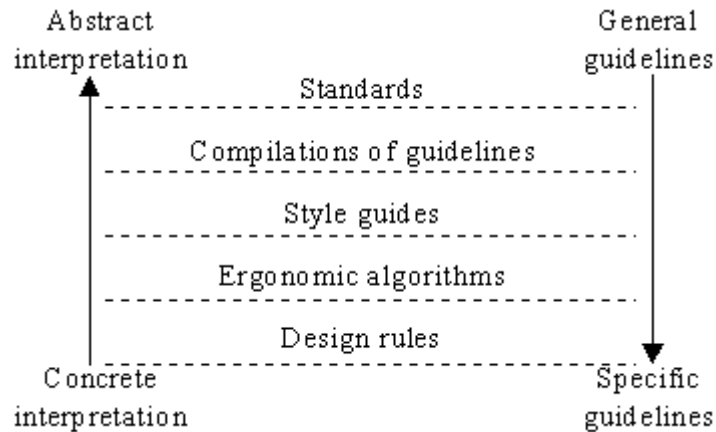 Abstract
interpretation
General
guidelines
Standards
Compilations of guidelines
Style guides
Ergonomic algorithms
Design rules
Concrete
interpretation
Specific
guidelines